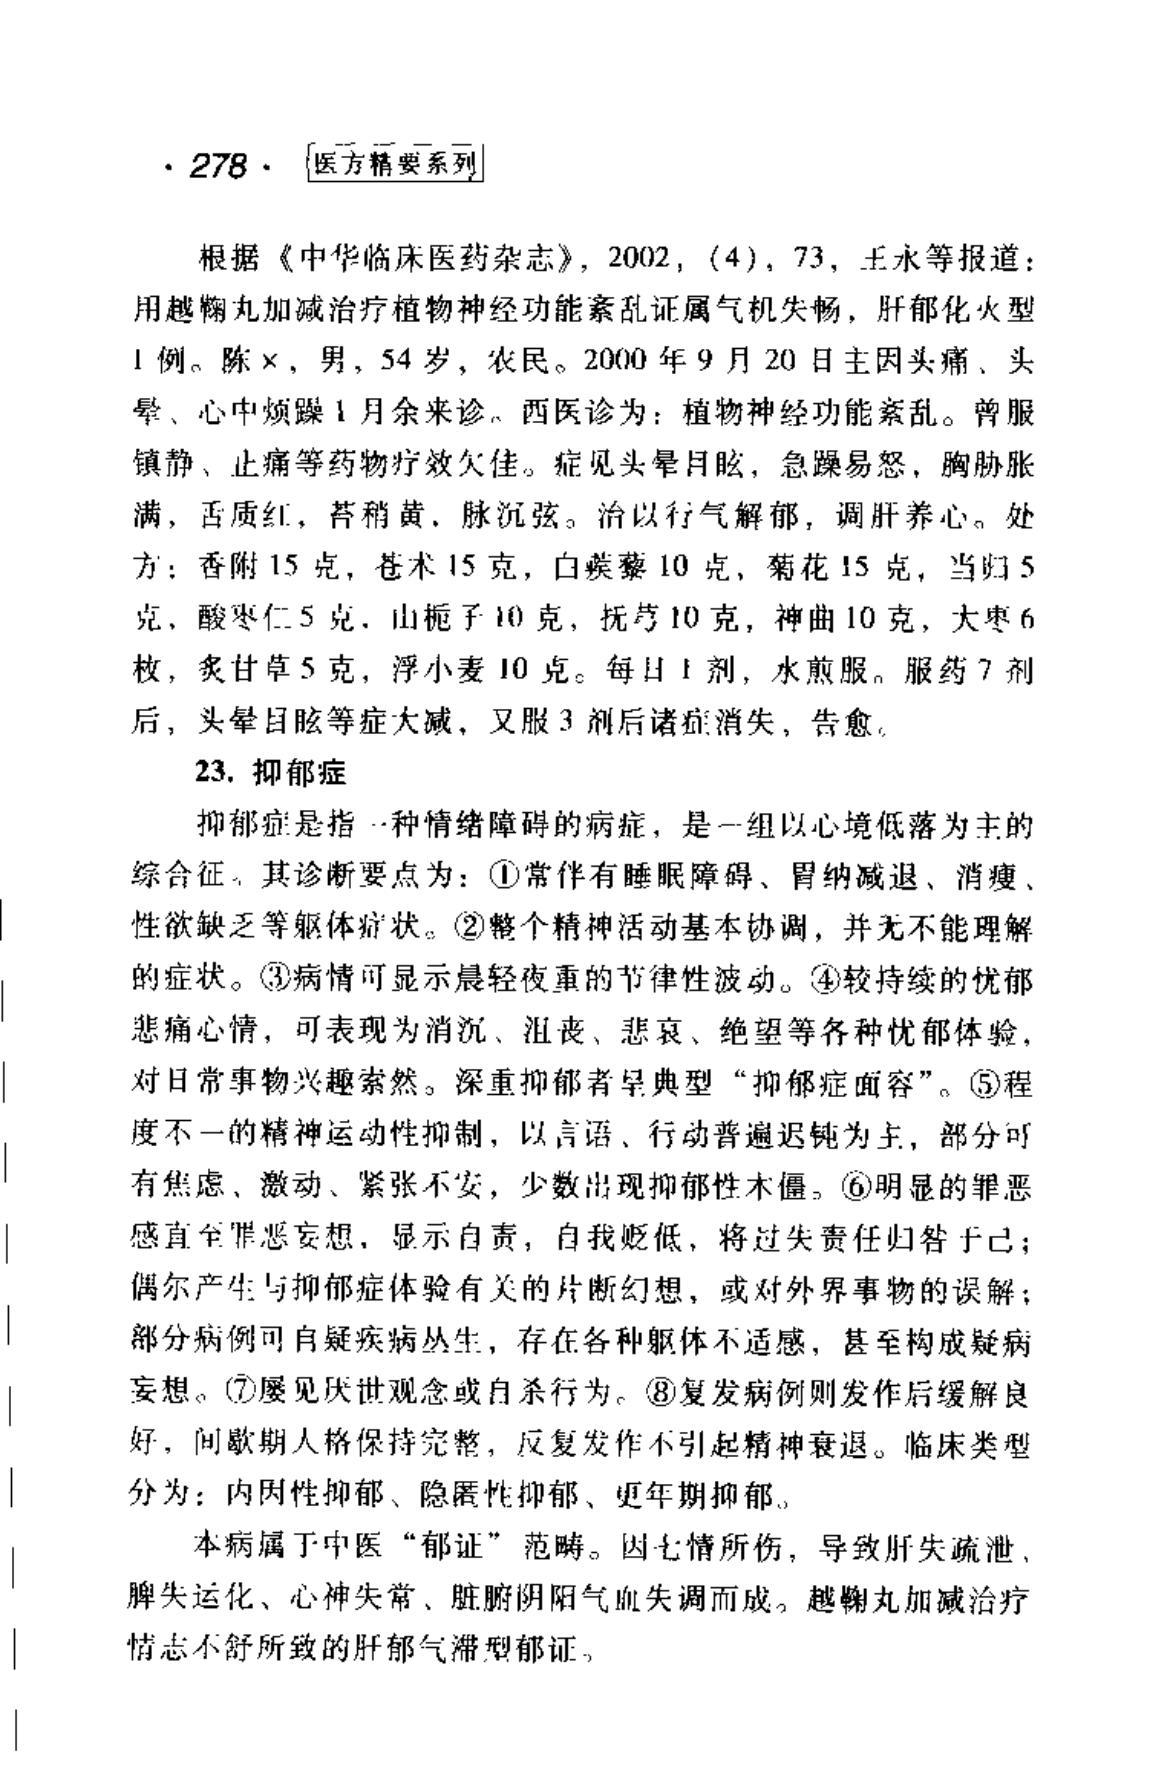 · 278 · 医方精要系列
根据《中华临床医药杂志》，2002，（4），73，王永等报道：
用越鞠丸加减治疗植物神经功能紊乱证属气机失畅，肝郁化火型
1 例。陈×，男，54 岁，农民。2000 年 9 月 20 日主因头痛、头
晕、心中烦躁 1 月余来诊。西医诊为：植物神经功能紊乱。曾服
镇静、止痛等药物疗效欠佳。症见头晕目眩，急躁易怒，胸胁胀
满，舌质红，苔稍黄，脉沉弦。治以行气解郁，调肝养心。处
方：香附 15 克，苍术 15 克，白蒺藜 10 克，菊花 15 克，当归 5
克，酸枣仁 5 克，山栀子 10 克，抚芎 10 克，神曲 10 克，大枣 6
枚，炙甘草 5 克，浮小麦 10 克。每日 1 剂，水煎服。服药 7 剂
后，头晕目眩等症大减，又服 3 剂后诸症消失，告愈。
23. 抑郁症
抑郁症是指一种情绪障碍的病症，是一组以心境低落为主的
综合征。其诊断要点为：①常伴有睡眠障碍、胃纳减退、消瘦、
性欲缺乏等躯体症状。②整个精神活动基本协调，并无不能理解
的症状。③病情可显示晨轻夜重的节律性波动。④较持续的忧郁
悲痛心情，可表现为消沉、沮丧、悲哀、绝望等各种忧郁体验，
对日常事物兴趣索然。深重抑郁者呈典型“抑郁症面容”。⑤程
度不一的精神运动性抑制，以言语、行动普遍迟钝为主，部分可
有焦虑、激动、紧张不安，少数出现抑郁性木僵。⑥明显的罪恶
感直至罪恶妄想，显示自责，自我贬低，将过失责任归咎于己；
偶尔产生与抑郁症体验有关的片断幻想，或对外界事物的误解；
部分病例可自疑疾病丛生，存在各种躯体不适感，甚至构成疑病
妄想。⑦屡见厌世观念或自杀行为。⑧复发病例则发作后缓解良
好，间歇期人格保持完整，反复发作不引起精神衰退。临床类型
分为：内因性抑郁、隐匿性抑郁、更年期抑郁。
本病属于中医“郁证”范畴。因七情所伤，导致肝失疏泄、
脾失运化、心神失常、脏腑阴阳气血失调而成。越鞠丸加减治疗
情志不舒所致的肝郁气滞型郁证。